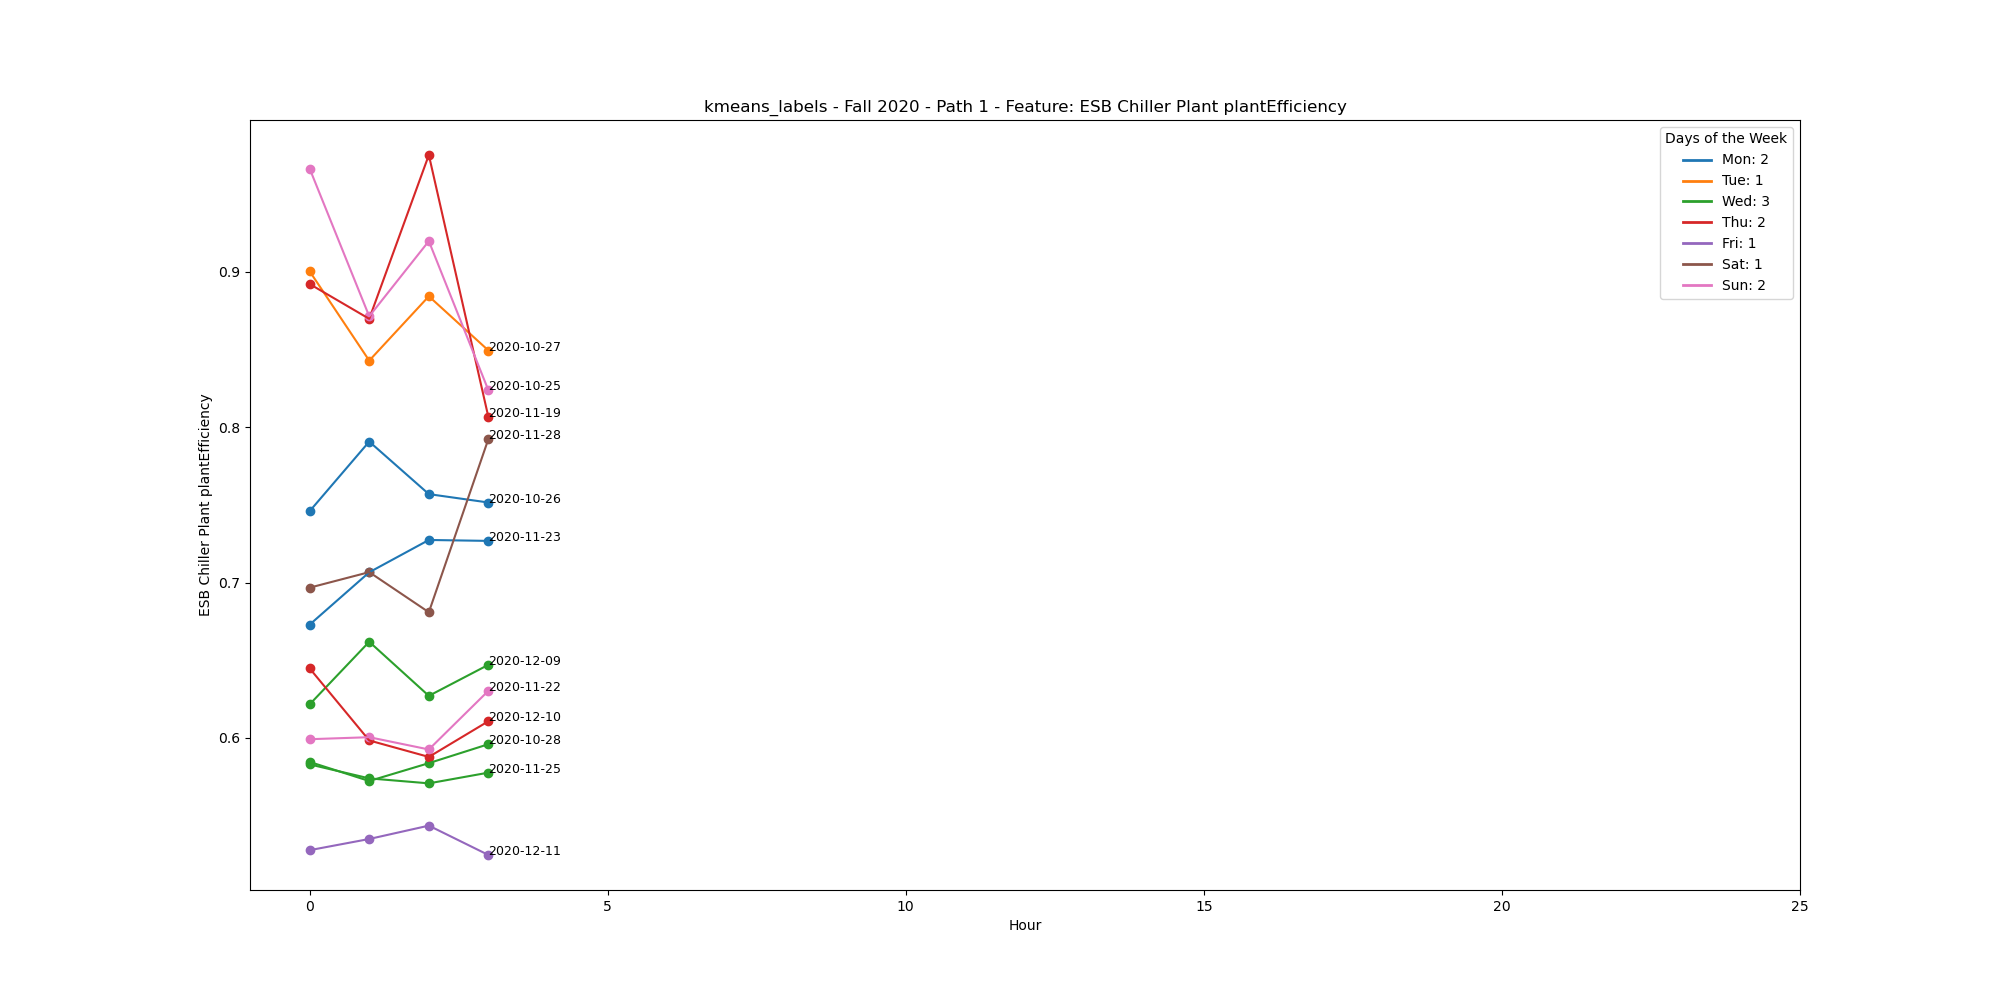 kmeans_labels - Fall 2020 - Path 1 - Feature: ESB Chiller Plant plantEfficiency
Days of the Week
Mon: 2
Tue: 1
Wed: 3
Thu: 2
Fri: 1
Sat: 1
Sun: 2
ESB Chiller Plant plantEfficiency
0.9
0.8
0.7
0.6
2020-10-27
2020-10-25
2020-11-19
2020-11-28
2020-10-26
2020-11-23
2020-12-09
2020-11-22
2020-12-10
2020-10-28
2020-11-25
2020-12-11
0 5 10 15 20 25
Hour